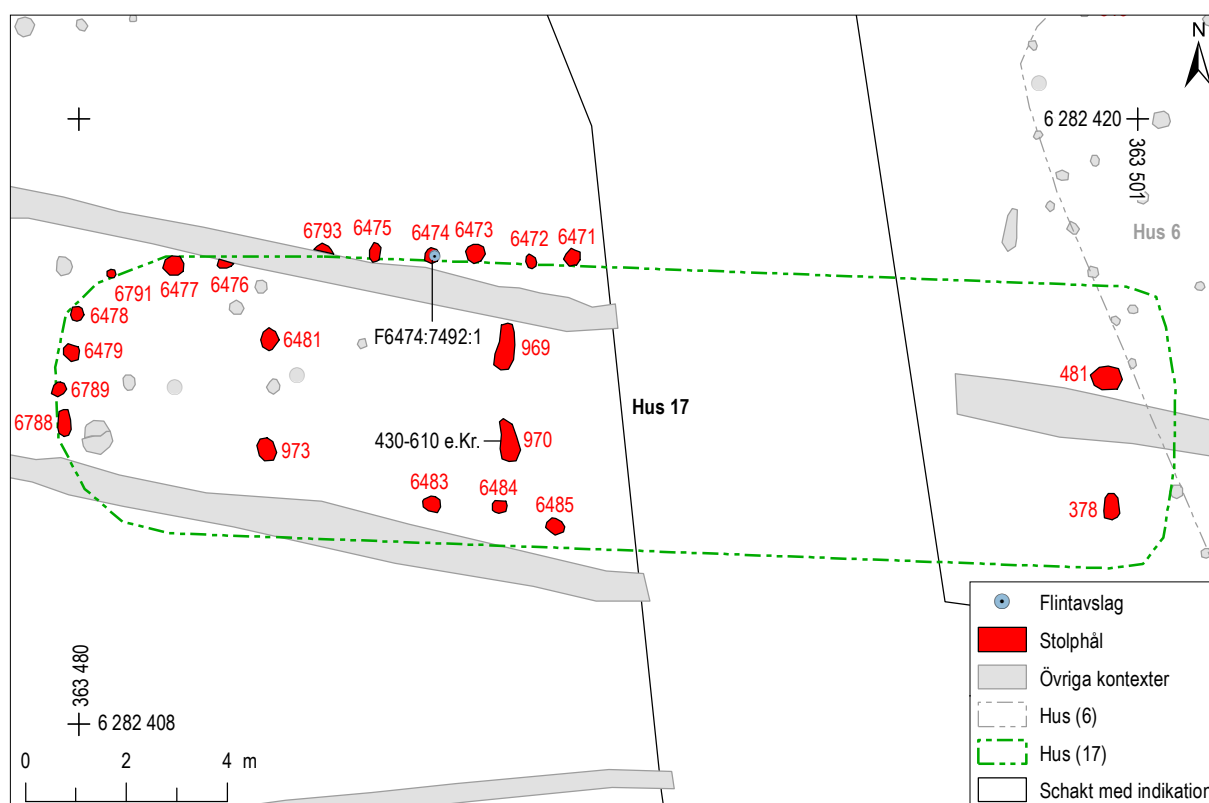 N
6 282 420
363 501
Hus 6
6793
6475
6474
6473
6472
6471
6791
6477
6476
6478
6479
6789
6788
6481
F6474:7492:1
969
481
Hus 17
430-610 e.Kr.
970
973
6483
6484
6485
378
363 480
6 282 408
0 2 4 m
Flintavslag
Stolphål
Övriga kontexter
Hus (6)
Hus (17)
Schakt med indikation